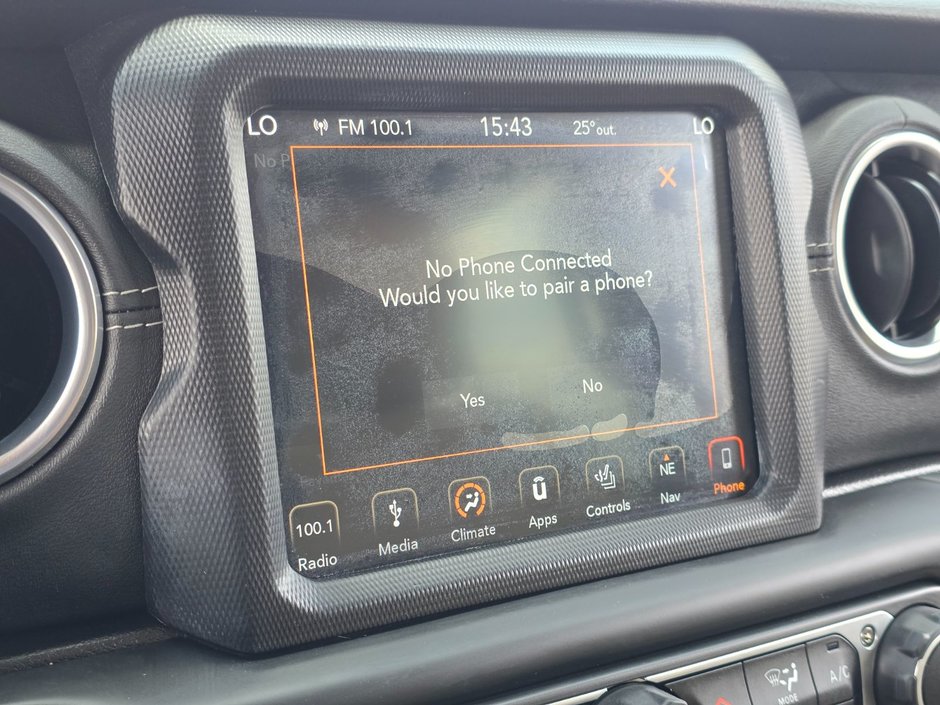 LO FM 100.1 15:43 25°out. LO
No P
X
No Phone Connected
Would you like to pair a phone?
Yes No
100.1 NE
Radio Media Climate Apps Controls Nav Phone
MODE A/C